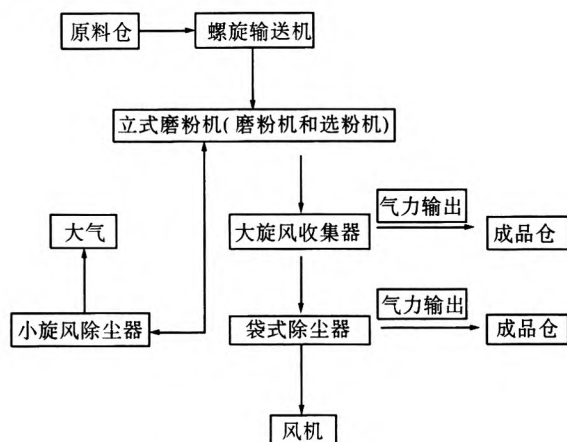 原料仓
螺旋输送机
立式磨粉机(磨粉机和选粉机)
气力输出
大气
大旋风收集器
成品仓
气力输出
小旋风除尘器
袋式除尘器
成品仓
风机